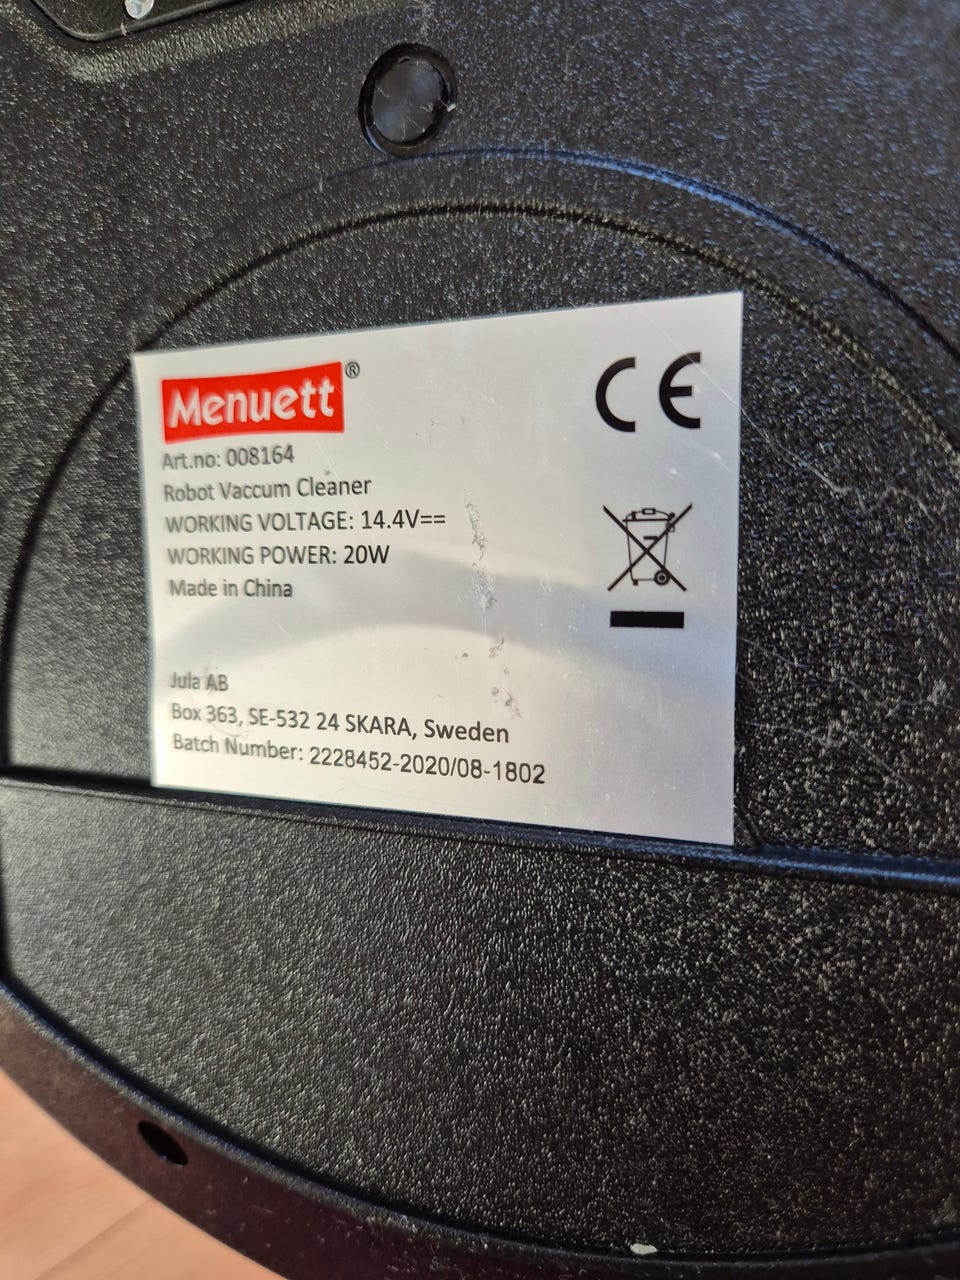 Menuett®
CE
Art.no: 008164
Robot Vaccum Cleaner
WORKING VOLTAGE: 14.4V==
WORKING POWER: 20W
Made in China
Jula AB
Box 363, SE-532 24 SKARA, Sweden
Batch Number: 2228452-2020/08-1802